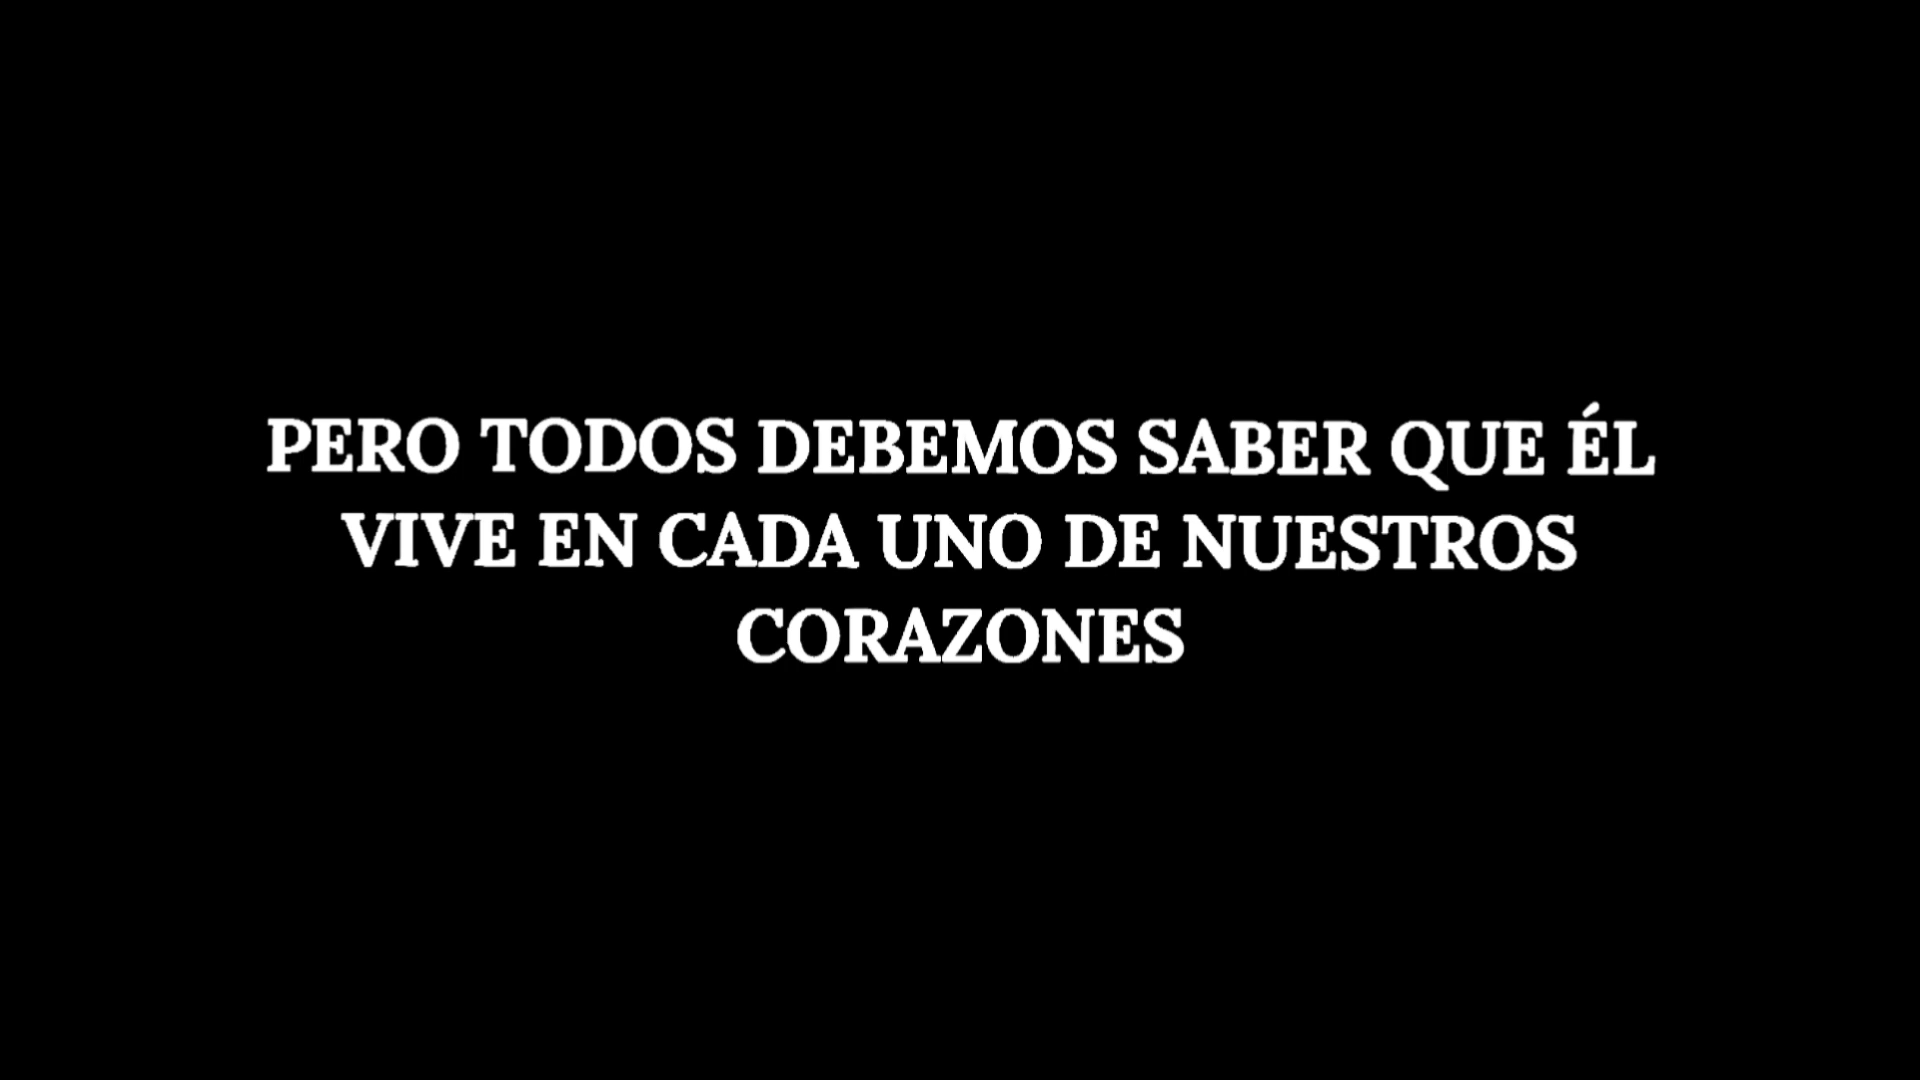 PERO TODOS DEBEMOS SABER QUE ÉL
VIVE EN CADA UNO DE NUESTROS
CORAZONES